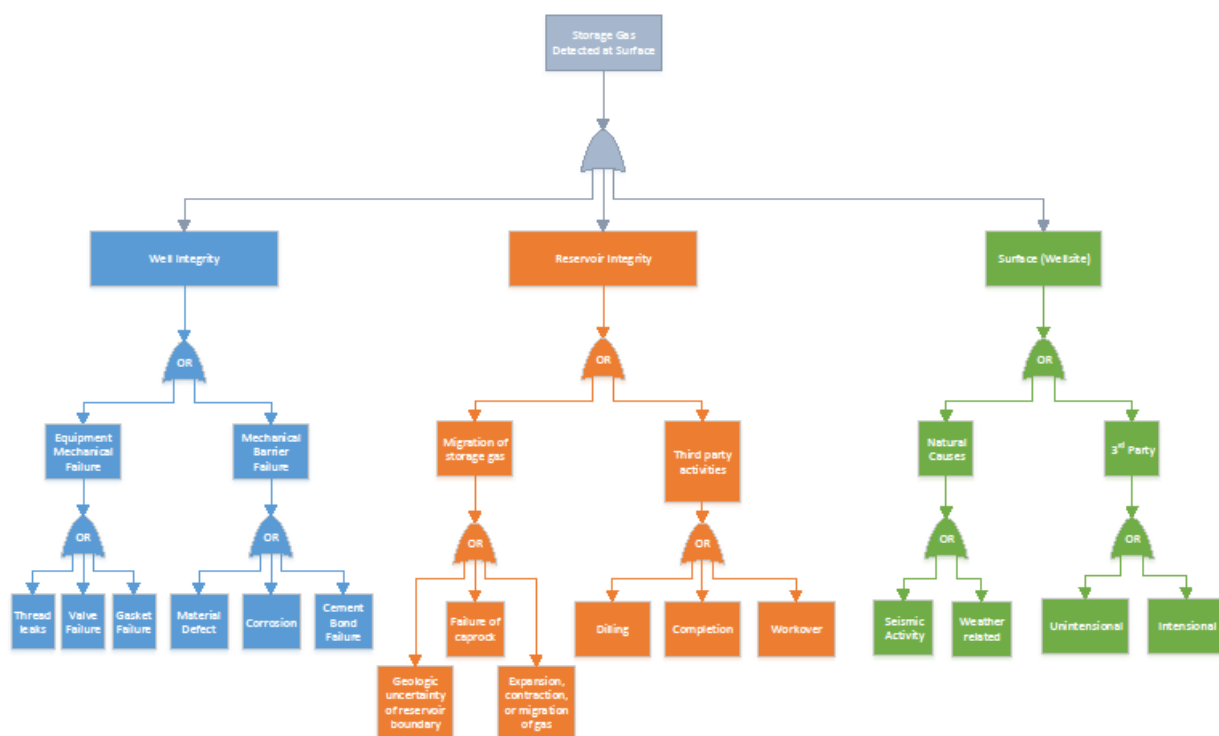 Storage Gas
Detected at Surface
Well Integrity
Reservoir Integrity
Surface (Wellsite)
OR
OR
OR
Equipment
Mechanical
Failure
Mechanical
Barrier
Failure
Migration of
storage gas
Third party
activities
Natural
Causes
3rd Party
OR
OR
OR
OR
OR
OR
Thread
leaks
Valve
Failure
Gasket
Failure
Material
Defect
Corrosion
Cement
Bond
Failure
Failure of
caprock
Dilling
Completion
Workover
Seismic
Activity
Weather
related
Unintensional
Intensional
Geologic
uncertainty
of reservoir
boundary
Expansion,
contraction,
or migration
of gas